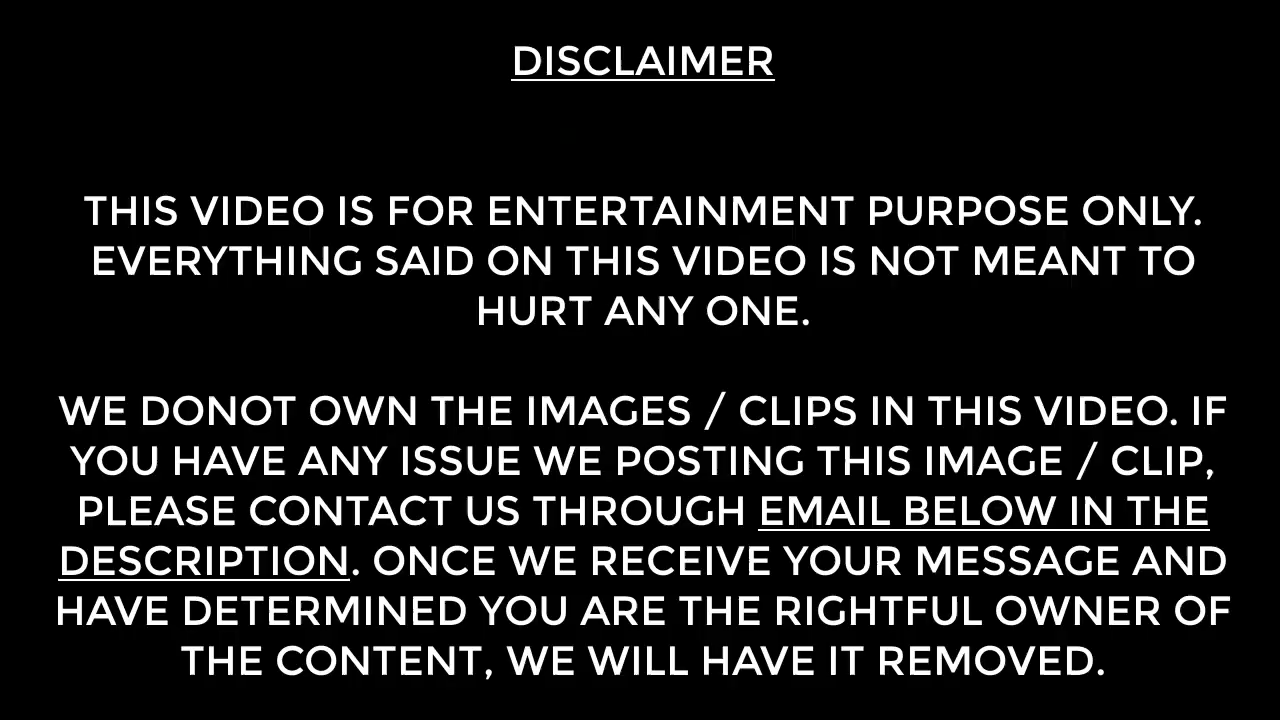 DISCLAIMER
THIS VIDEO IS FOR ENTERTAINMENT PURPOSE ONLY.
EVERYTHING SAID ON THIS VIDEO IS NOT MEANT TO
HURT ANY ONE.
WE DONOT OWN THE IMAGES / CLIPS IN THIS VIDEO. IF
YOU HAVE ANY ISSUE WE POSTING THIS IMAGE / CLIP,
PLEASE CONTACT US THROUGH EMAIL BELOW IN THE
DESCRIPTION. ONCE WE RECEIVE YOUR MESSAGE AND
HAVE DETERMINED YOU ARE THE RIGHTFUL OWNER OF
THE CONTENT, WE WILL HAVE IT REMOVED.